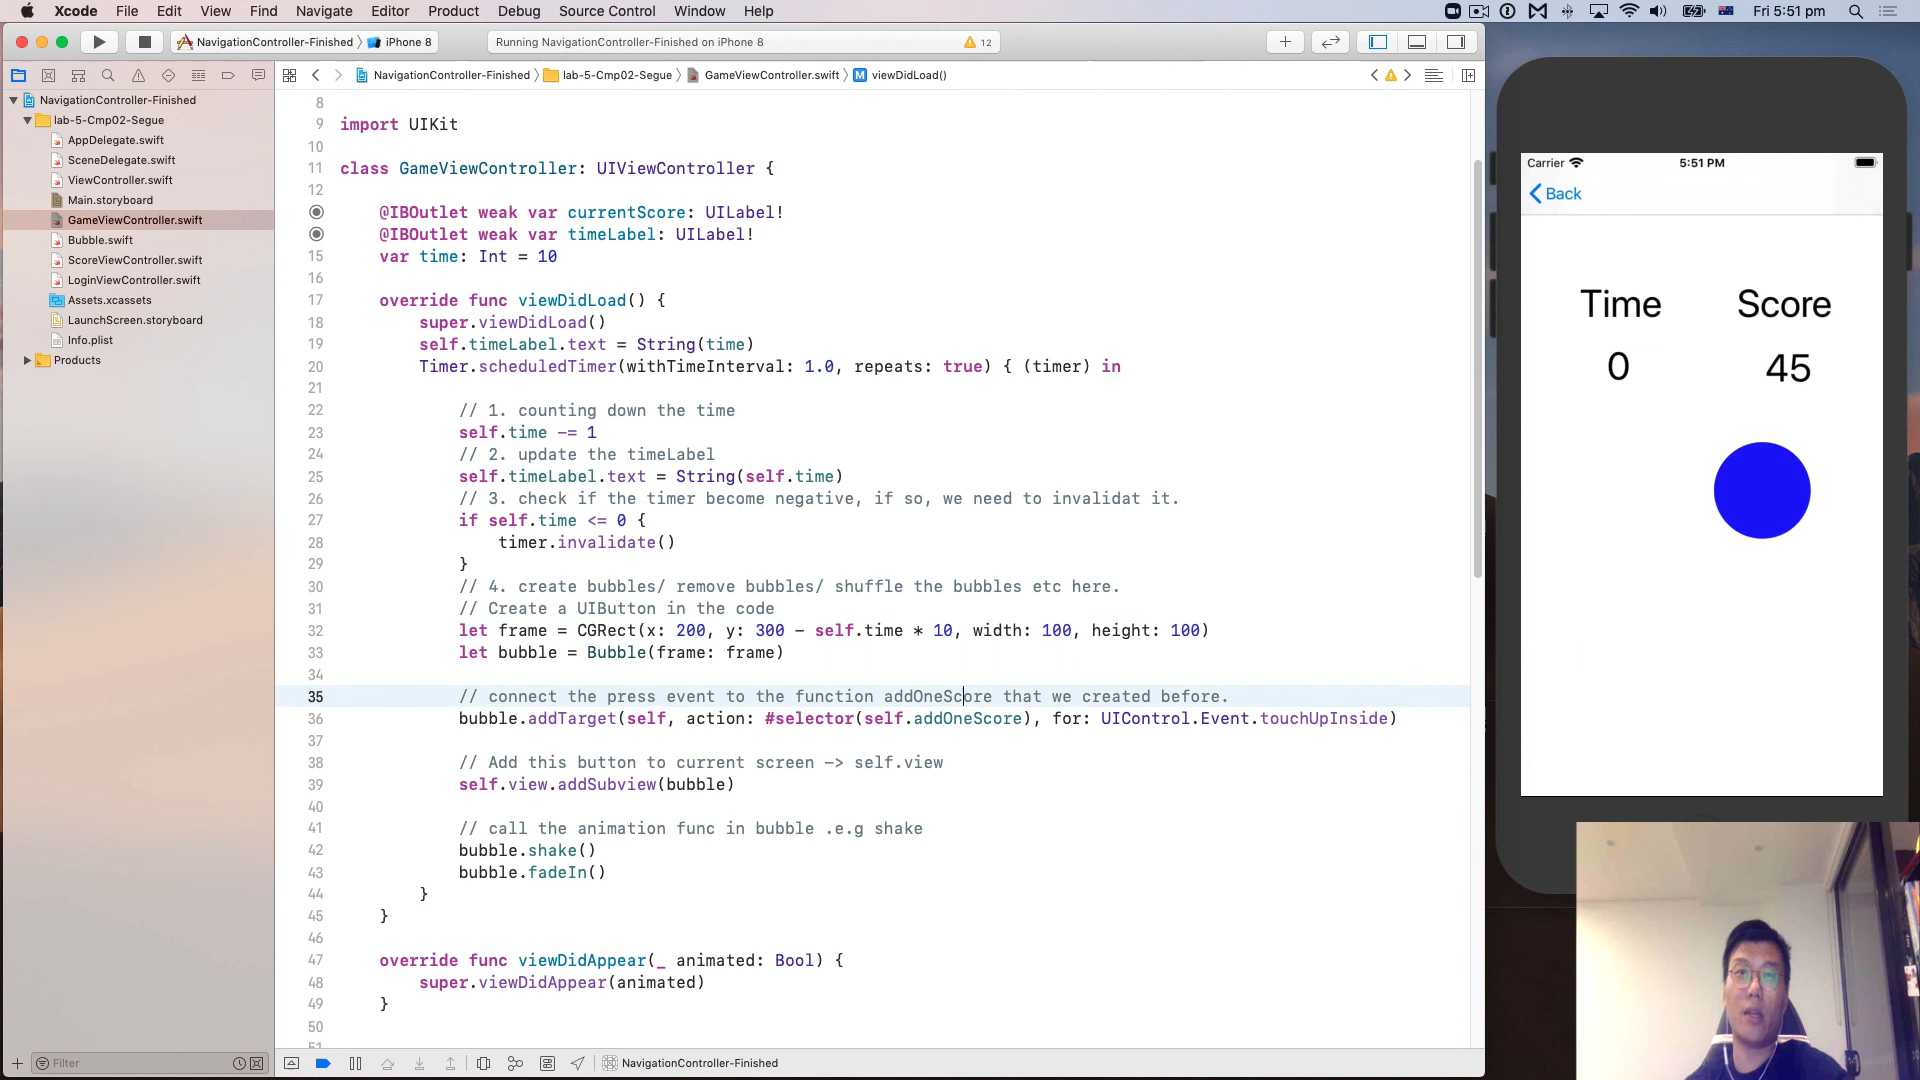 Xcode File Edit View Find Navigate Editor Product Debug Source Control Window Help
Fri 5:51 pm
NavigationController-Finished iPhone 8
Running NavigationController-Finished on iPhone 8
12
NavigationController-Finished lab-5-Cmp02-Segue GameViewController.swift M viewDidLoad()
NavigationController-Finished
lab-5-Cmp02-Segue
AppDelegate.swift
SceneDelegate.swift
ViewController.swift
Main.storyboard
GameViewController.swift
Bubble.swift
ScoreViewController.swift
LoginViewController.swift
Assets.xcassets
LaunchScreen.storyboard
Info.plist
Products
Filter
8
9 import UIKit
10
11 class GameViewController: UIViewController {
12
@IBOutlet weak var currentScore: UILabel!
@IBOutlet weak var timeLabel: UILabel!
15 var time: Int = 10
16
17 override func viewDidLoad() {
18 super.viewDidLoad()
19 self.timeLabel.text = String(time)
20 Timer.scheduledTimer(withTimeInterval: 1.0, repeats: true) { (timer) in
21
22 // 1. counting down the time
23 self.time -= 1
24 // 2. update the timeLabel
25 self.timeLabel.text = String(self.time)
26 // 3. check if the timer become negative, if so, we need to invalidat it.
27 if self.time <= 0 {
28 timer.invalidate()
29 }
30 // 4. create bubbles/ remove bubbles/ shuffle the bubbles etc here.
31 // Create a UIButton in the code
32 let frame = CGRect(x: 200, y: 300 - self.time * 10, width: 100, height: 100)
33 let bubble = Bubble(frame: frame)
34
35 // connect the press event to the function addOneScore that we created before.
36 bubble.addTarget(self, action: #selector(self.addOneScore), for: UIControl.Event.touchUpInside)
37
38 // Add this button to current screen -> self.view
39 self.view.addSubview(bubble)
40
41 // call the animation func in bubble .e.g shake
42 bubble.shake()
43 bubble.fadeIn()
44 }
45 }
46
47 override func viewDidAppear(_ animated: Bool) {
48 super.viewDidAppear(animated)
49 }
50
51
NavigationController-Finished
Carrier 5:51 PM
Back
Time Score
0 45